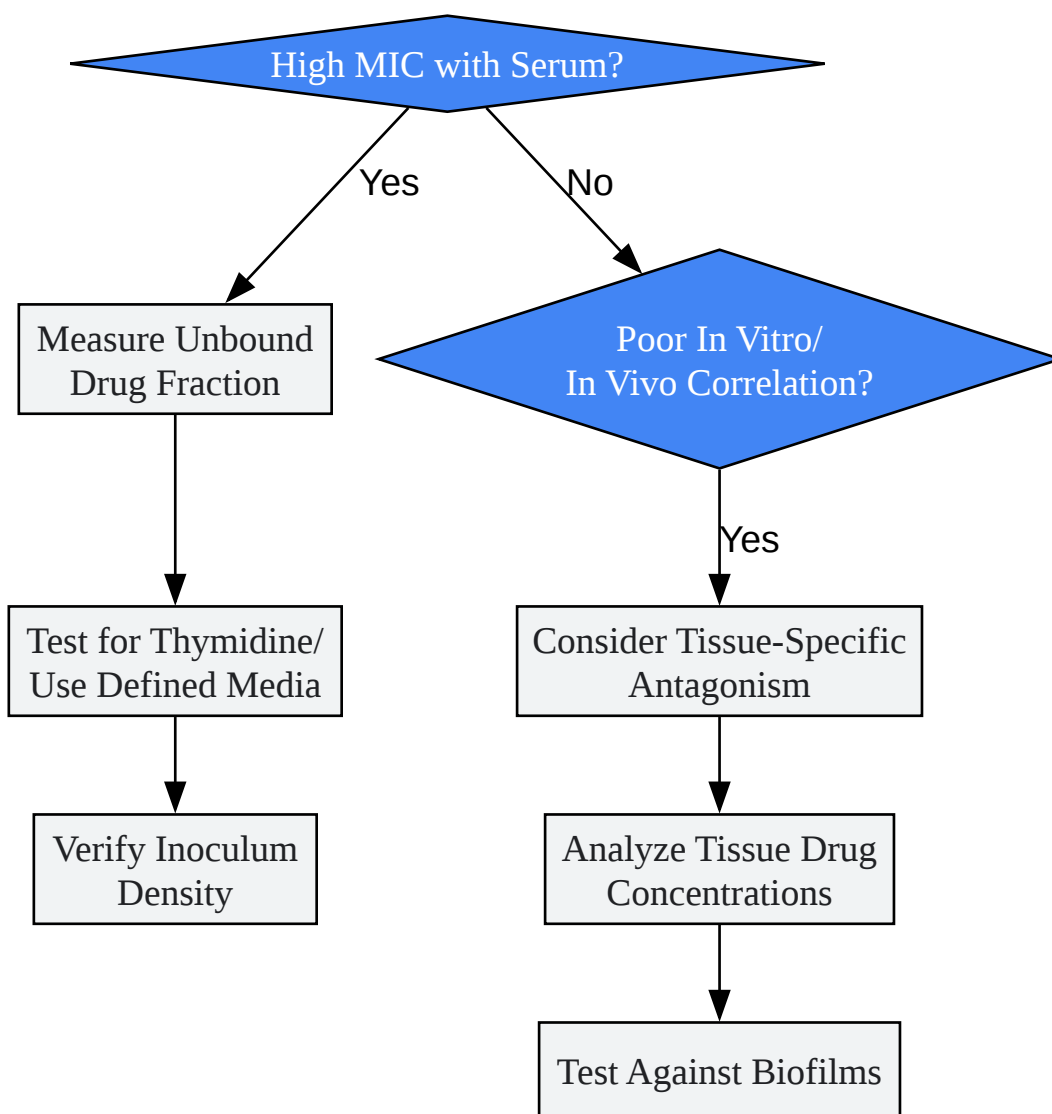 High MIC with Serum?
Yes
No
Measure Unbound
Drug Fraction
Poor In Vitro/
In Vivo Correlation?
Yes
Test for Thymidine/
Use Defined Media
Consider Tissue-Specific
Antagonism
Verify Inoculum
Density
Analyze Tissue Drug
Concentrations
Test Against Biofilms